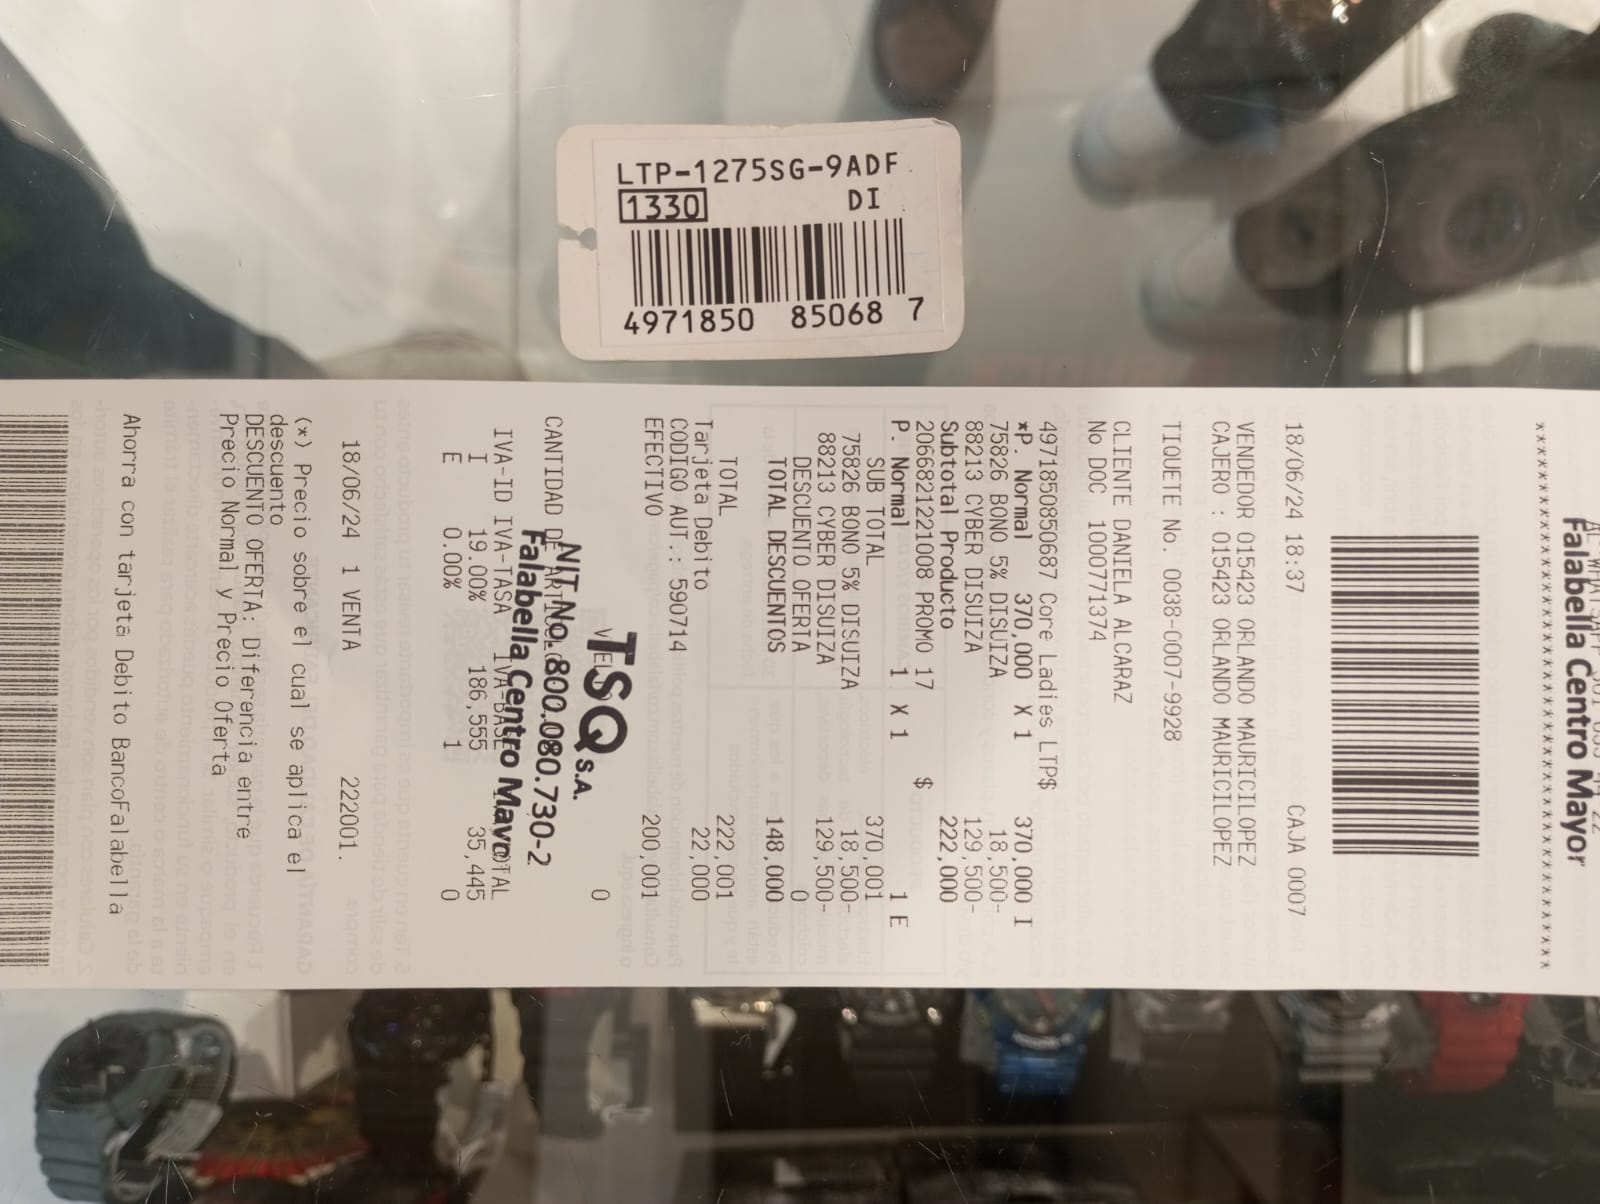 LTP-1275SG-9ADF
1330 DI
4971850 85068 7
Falabella Centro Mayor
****************************************
18/06/24 18:37 CAJA 0007
VENDEDOR 015423 ORLANDO MAURICILOPEZ
CAJERO : 015423 ORLANDO MAURICILOPEZ
TIQUETE No. 0038-0007-9928
CLIENTE DANIELA ALCARAZ
No DOC 1000771374
4971850850687 Core Ladies LTP$ 370,000 I
*P. Normal 370,000 X 1
75826 BONO 5% DISUIZA 18,500-
88213 CYBER DISUIZA 129,500-
Subtotal Producto 222,000
2066821221008 PROMO 17 $ 1 E
P. Normal 1 X 1
SUB TOTAL 370,001
75826 BONO 5% DISUIZA 18,500-
88213 CYBER DISUIZA 129,500-
DESCUENTO OFERTA 0
TOTAL DESCUENTOS 148,000
TOTAL 222,001
Tarjeta Debito 22,000
CODIGO AUT.: 590714
EFECTIVO 200,001
0
TSQ S.A.
NIT No. 800.080.730-2
Falabella Centro Mayor
CANTIDAD DE
IVA-ID IVA-TASA IVA-BASE
I 19.00% 186,555 35,445
E 0.00% 1 0
18/06/24 1 VENTA 222001.
(*) Precio sobre el cual se aplica el
descuento
DESCUENTO OFERTA: Diferencia entre
Precio Normal y Precio Oferta
Ahorra con tarjeta Debito BancoFalabella